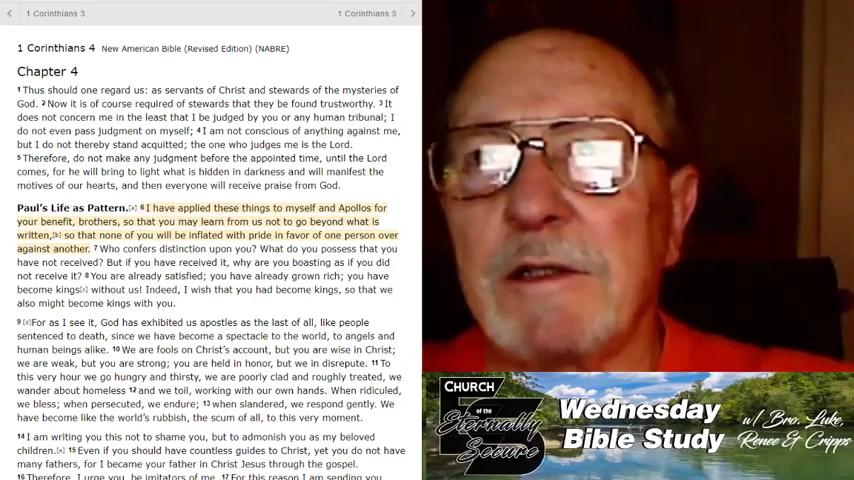 1 Corinthians 3
1 Corinthians 5
1 Corinthians 4 New American Bible (Revised Edition) (NABRE)
Chapter 4
1 Thus should one regard us: as servants of Christ and stewards of the mysteries of
God. 2 Now it is of course required of stewards that they be found trustworthy. 3 It
does not concern me in the least that I be judged by you or any human tribunal; I
do not even pass judgment on myself; 4 I am not conscious of anything against me,
but I do not thereby stand acquitted; the one who judges me is the Lord.
5 Therefore, do not make any judgment before the appointed time, until the Lord
comes, for he will bring to light what is hidden in darkness and will manifest the
motives of our hearts, and then everyone will receive praise from God.
Paul's Life as Pattern.[a] 6 I have applied these things to myself and Apollos for
your benefit, brothers, so that you may learn from us not to go beyond what is
written,[b] so that none of you will be inflated with pride in favor of one person over
against another. 7 Who confers distinction upon you? What do you possess that you
have not received? But if you have received it, why are you boasting as if you did
not receive it? 8 You are already satisfied; you have already grown rich; you have
become kings[c] without us! Indeed, I wish that you had become kings, so that we
also might become kings with you.
9 [d]For as I see it, God has exhibited us apostles as the last of all, like people
sentenced to death, since we have become a spectacle to the world, to angels and
human beings alike. 10 We are fools on Christ's account, but you are wise in Christ;
we are weak, but you are strong; you are held in honor, but we in disrepute. 11 To
this very hour we go hungry and thirsty, we are poorly clad and roughly treated, we
wander about homeless 12 and we toil, working with our own hands. When ridiculed,
we bless; when persecuted, we endure; 13 when slandered, we respond gently. We
have become like the world's rubbish, the scum of all, to this very moment.
14 I am writing you this not to shame you, but to admonish you as my beloved
children.[e] 15 Even if you should have countless guides to Christ, yet you do not have
many fathers, for I became your father in Christ Jesus through the gospel.
16 Therefore, I urge you, be imitators of me. 17 For this reason I am sending you
CHURCH
of the
Eternally
Secure
Wednesday
Bible Study
w/ Bro. Luke,
Renee & Cripps